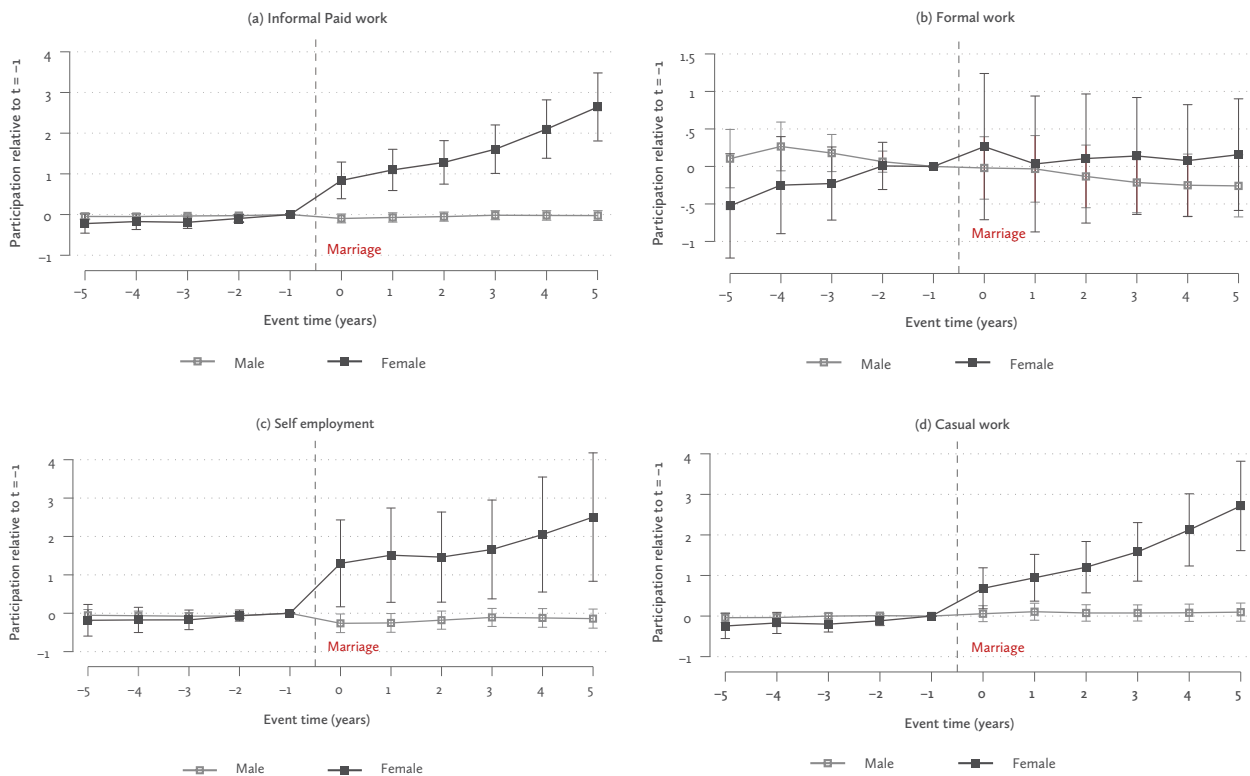 (a) Informal Paid work
Participation relative to t = −1
4
3
2
1
0
−1
Marriage
−5 −4 −3 −2 −1 0 1 2 3 4 5
Event time (years)
Male Female
(b) Formal work
Participation relative to t = −1
1.5
1
.5
0
−.5
−1
Marriage
−5 −4 −3 −2 −1 0 1 2 3 4 5
Event time (years)
Male Female
(c) Self employment
Participation relative to t = −1
4
3
2
1
0
−1
Marriage
−5 −4 −3 −2 −1 0 1 2 3 4 5
Event time (years)
Male Female
(d) Casual work
Participation relative to t = −1
4
3
2
1
0
−1
Marriage
−5 −4 −3 −2 −1 0 1 2 3 4 5
Event time (years)
Male Female